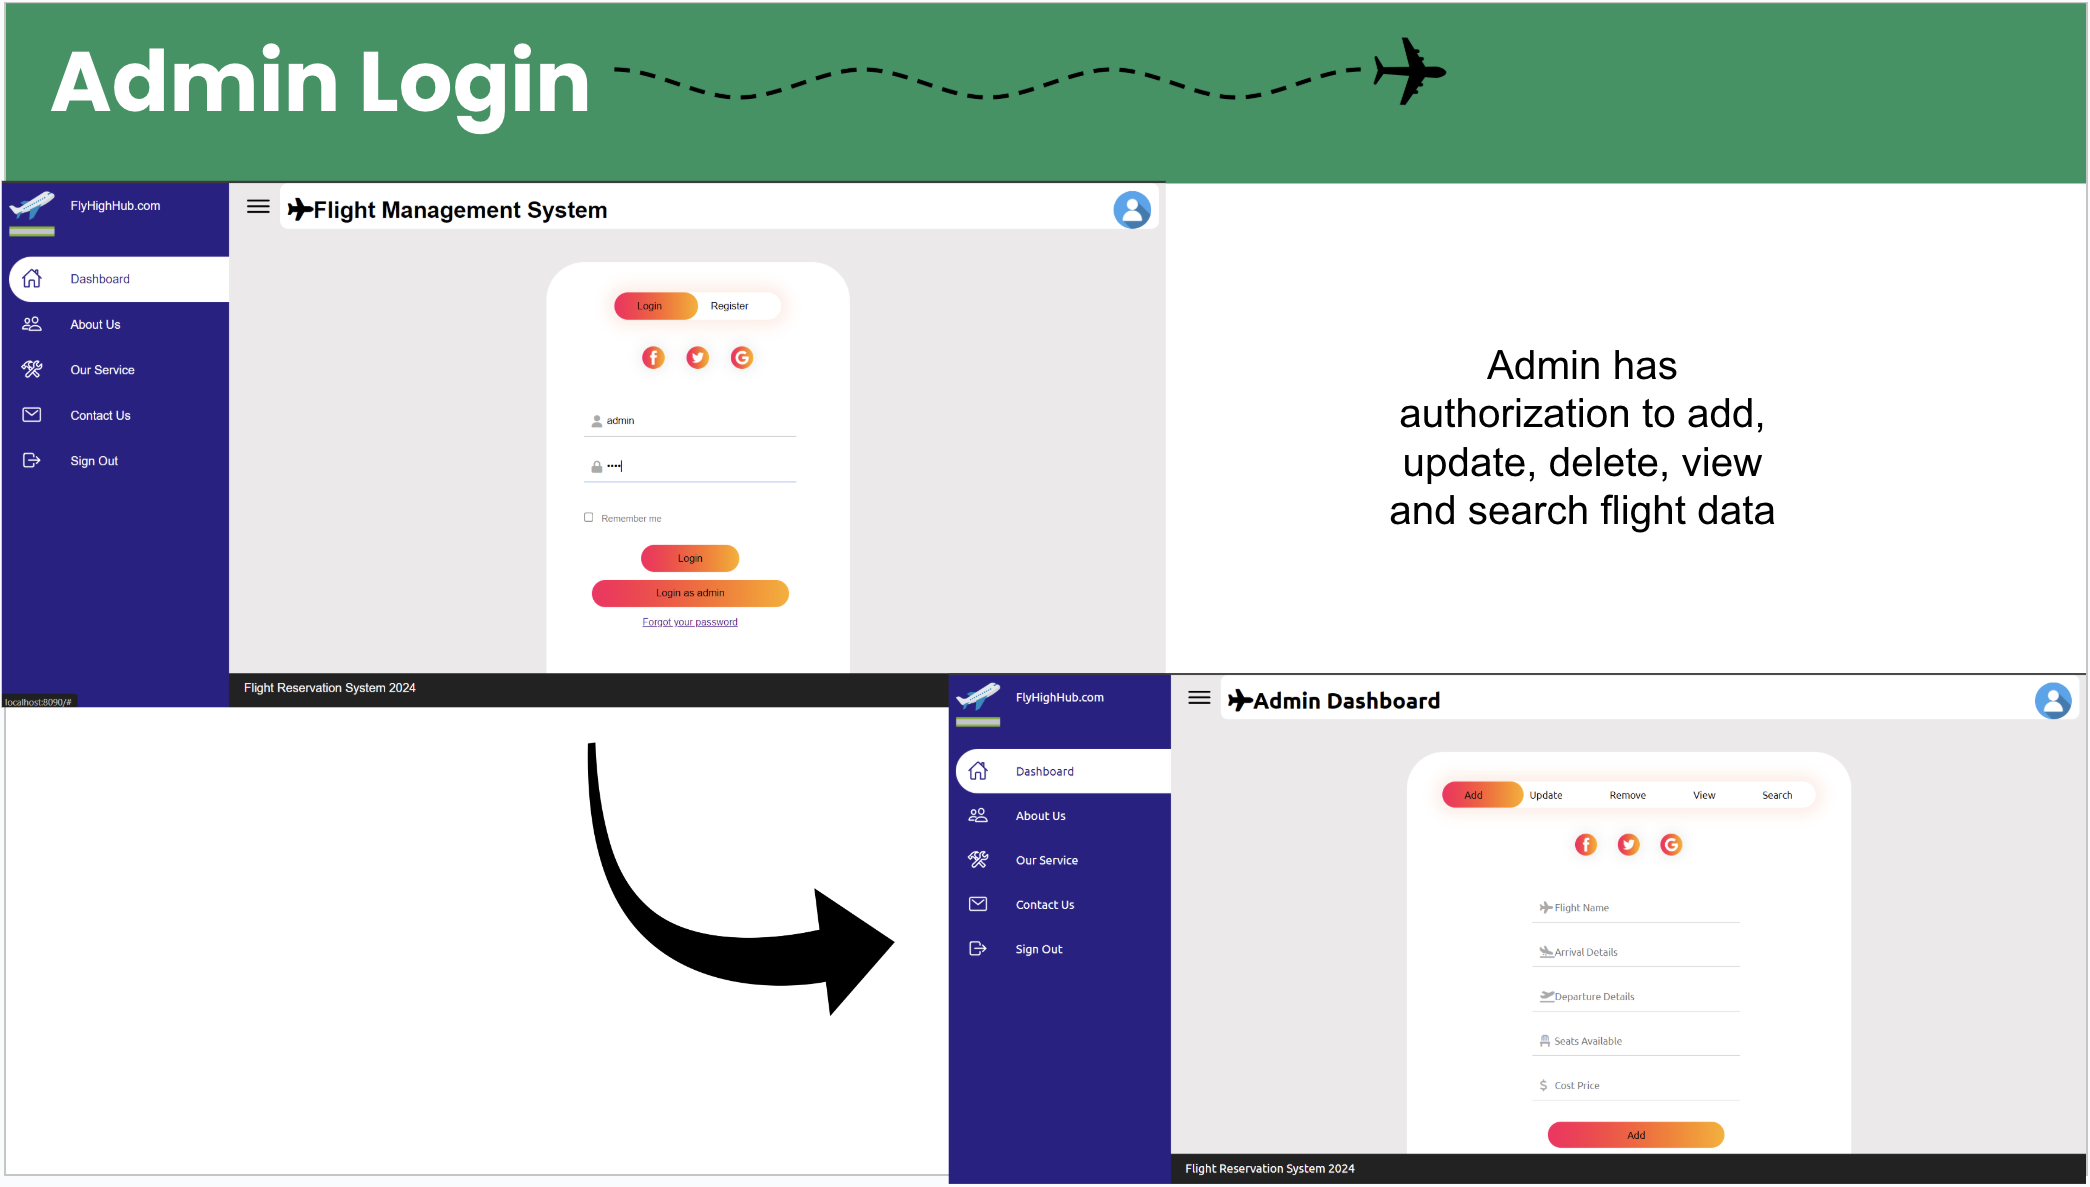 Admin Login
FlyHighHub.com
Flight Management System
Dashboard
About Us
Our Service
Contact Us
Sign Out
Login Register
admin
Remember me
Login
Login as admin
Forgot your password
localhost:8090/#
Flight Reservation System 2024
Admin has
authorization to add,
update, delete, view
and search flight data
FlyHighHub.com
Admin Dashboard
Dashboard
About Us
Our Service
Contact Us
Sign Out
Add Update Remove View Search
Flight Name
Arrival Details
Departure Details
Seats Available
$ Cost Price
Add
Flight Reservation System 2024